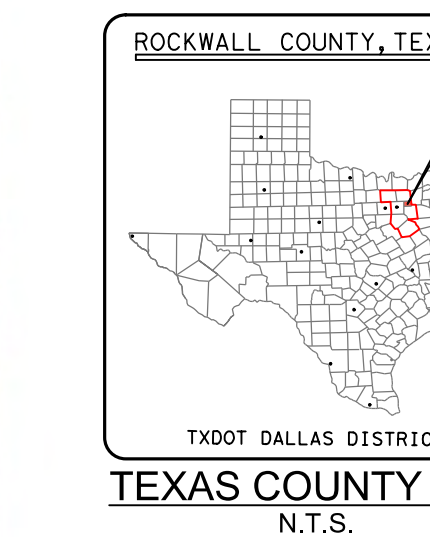 ROCKWALL COUNTY, TEX
TXDOT DALLAS DISTRIC
TEXAS COUNTY
N.T.S.